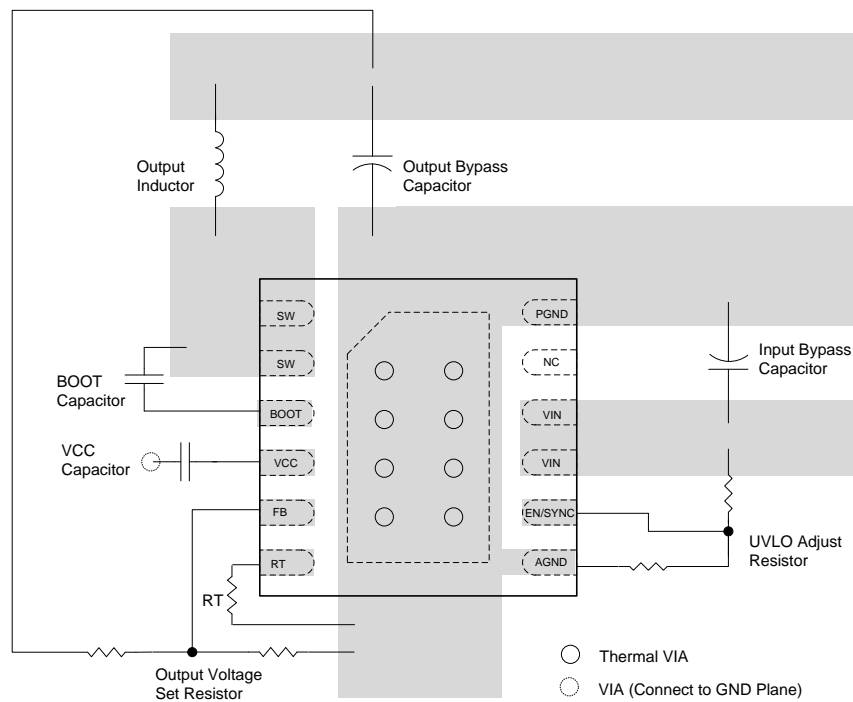 Output
Inductor
Output Bypass
Capacitor
SW
PGND
SW
NC
Input Bypass
Capacitor
BOOT
Capacitor
BOOT
VIN
VCC
Capacitor
VCC
VIN
FB
EN/SYNC
UVLO Adjust
Resistor
RT
AGND
RT
Output Voltage
Set Resistor
Thermal VIA
VIA (Connect to GND Plane)